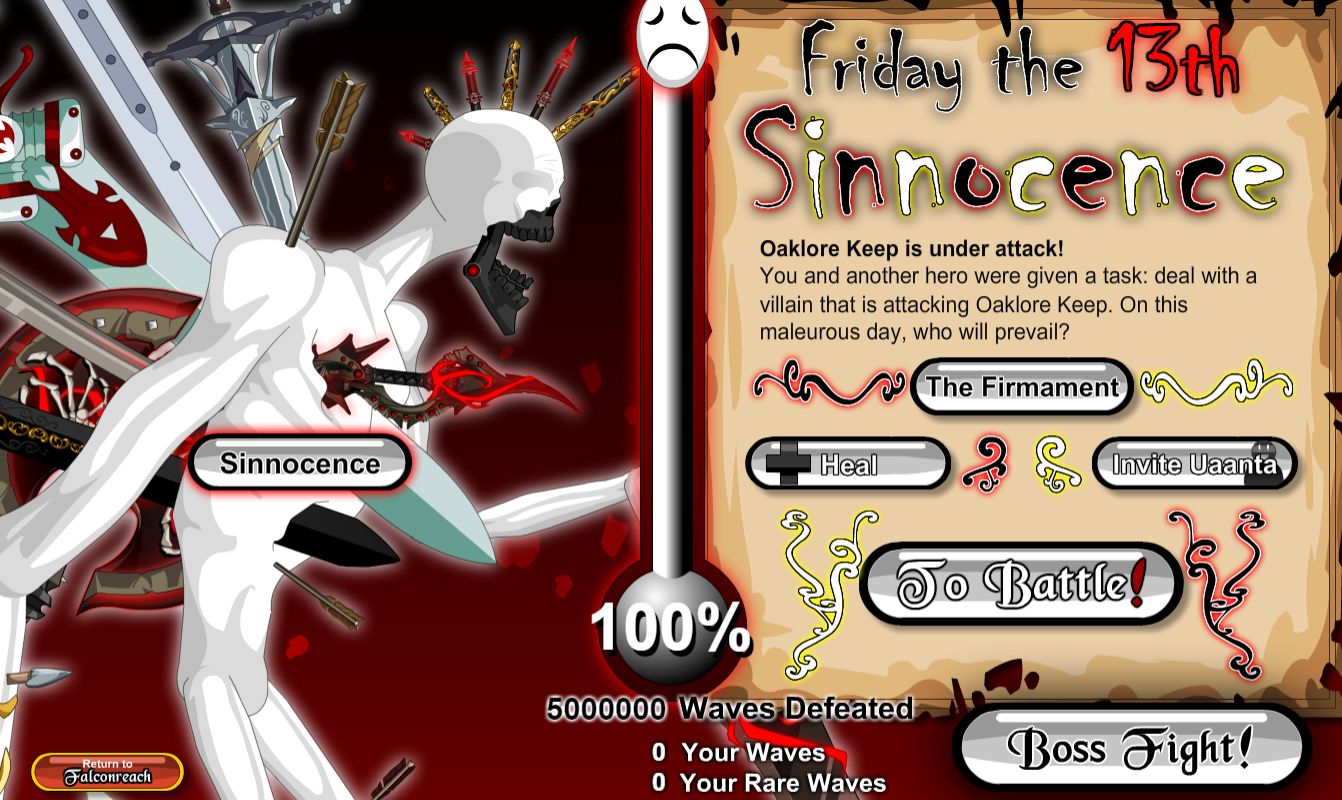 Friday the 13th
Sinnocence
Oaklore Keep is under attack!
You and another hero were given a task: deal with a
villain that is attacking Oaklore Keep. On this
maleurous day, who will prevail?
The Firmament
Heal
Invite Uaanta
Sinnocence
To Battle!
100%
5000000 Waves Defeated
0 Your Waves
0 Your Rare Waves
Boss Fight!
Return to
Falconreach